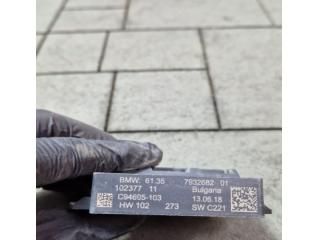 BMW. 61.35 7932682 01
102377 11 Bulgaria
C94605-103 13.06.18
HW 102 273 SW C221